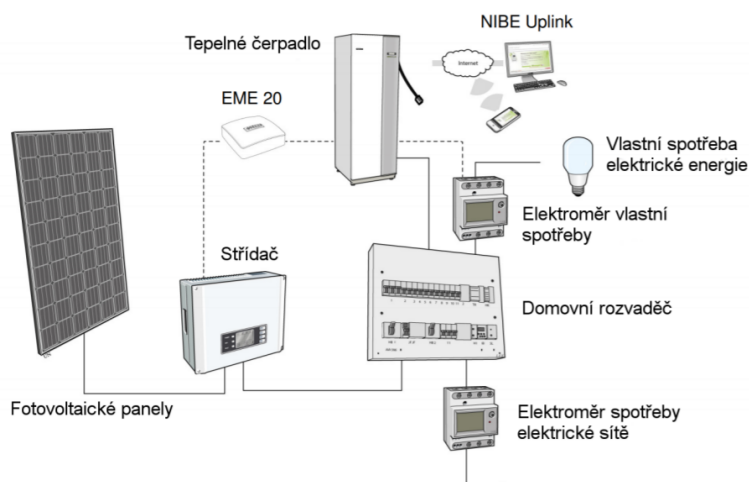 NIBE Uplink
Tepelné čerpadlo
Internet
EME 20
Vlastní spotřeba
elektrické energie
Elektroměr vlastní
spotřeby
Střídač
Domovní rozvaděč
Fotovoltaické panely
Elektroměr spotřeby
elektrické sítě